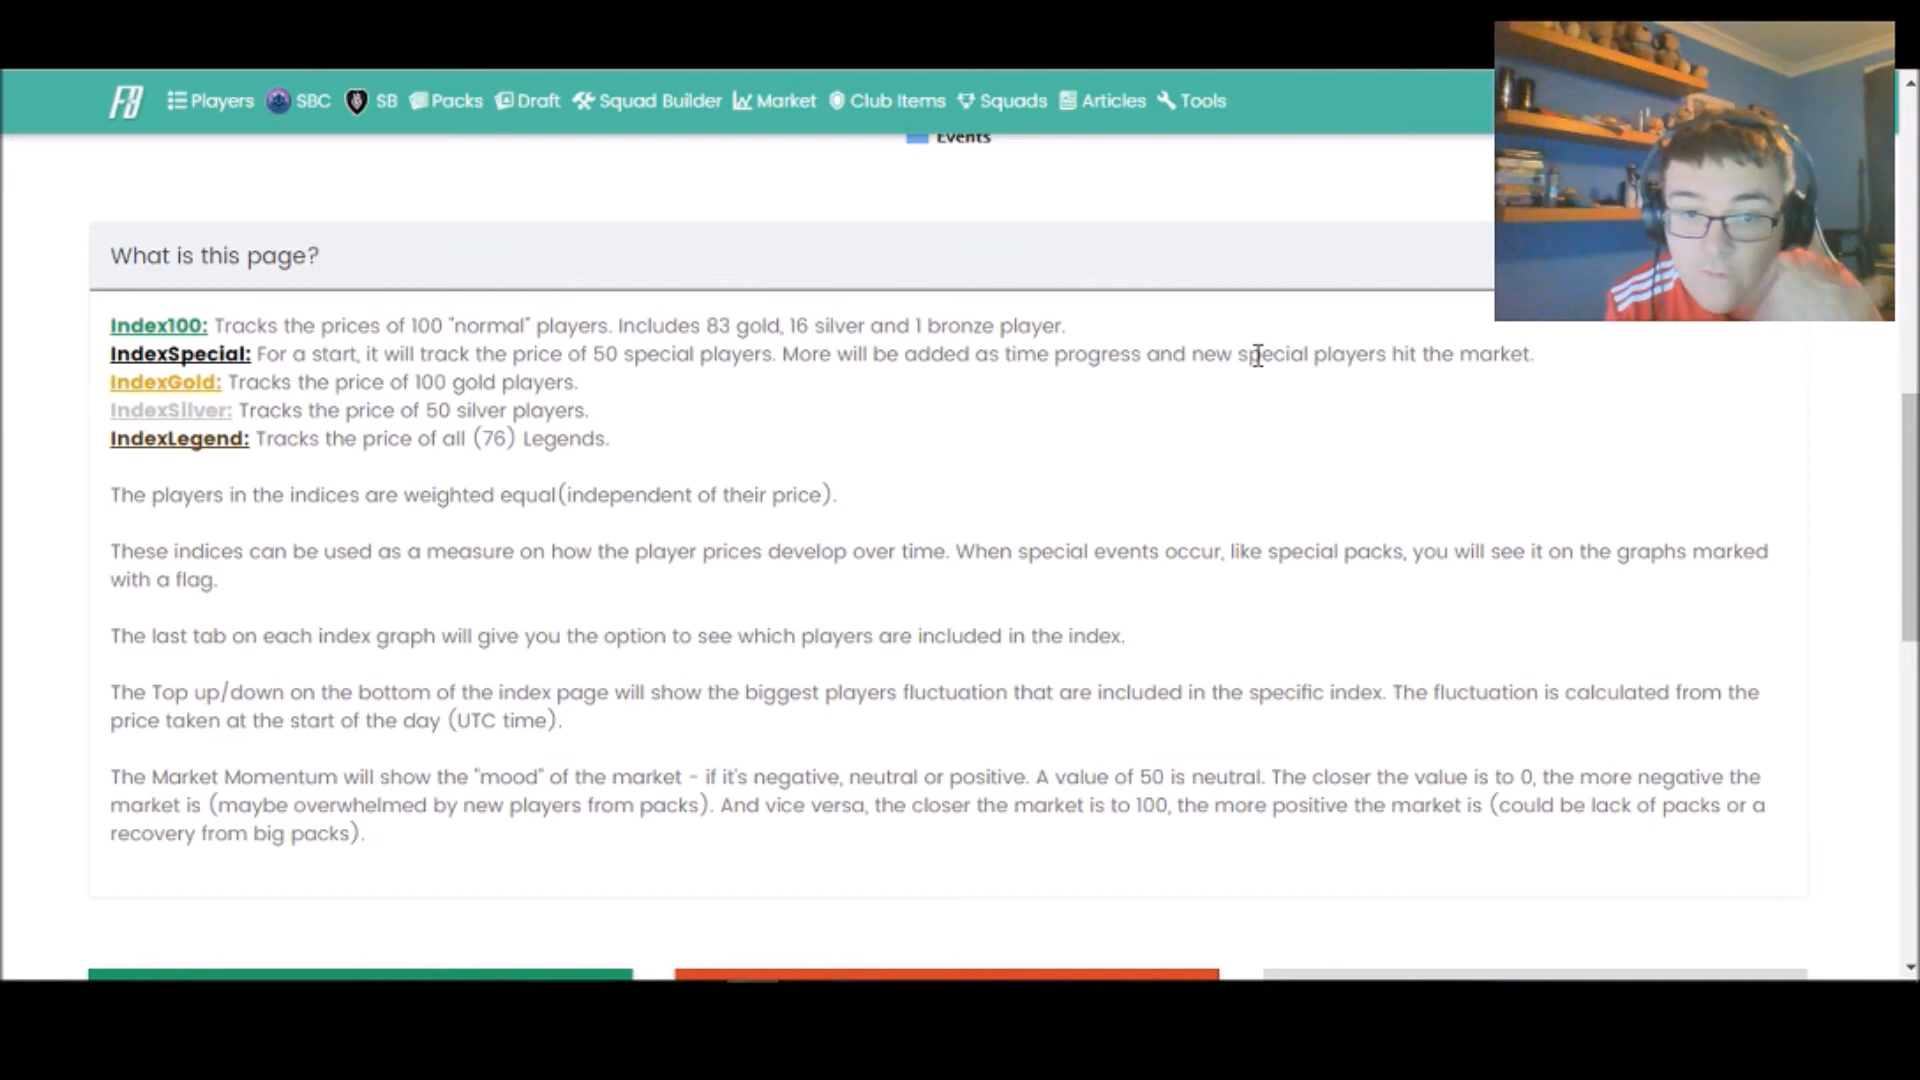 FB Players SBC SB Packs Draft Squad Builder Market Club Items Squads Articles Tools
Events
What is this page?
Index100: Tracks the prices of 100 "normal" players. Includes 83 gold, 16 silver and 1 bronze player.
IndexSpecial: For a start, it will track the price of 50 special players. More will be added as time progress and new special players hit the market.
IndexGold: Tracks the price of 100 gold players.
IndexSilver: Tracks the price of 50 silver players.
IndexLegend: Tracks the price of all (76) Legends.
The players in the indices are weighted equal(independent of their price).
These indices can be used as a measure on how the player prices develop over time. When special events occur, like special packs, you will see it on the graphs marked
with a flag.
The last tab on each index graph will give you the option to see which players are included in the index.
The Top up/down on the bottom of the index page will show the biggest players fluctuation that are included in the specific index. The fluctuation is calculated from the
price taken at the start of the day (UTC time).
The Market Momentum will show the "mood" of the market - if it's negative, neutral or positive. A value of 50 is neutral. The closer the value is to 0, the more negative the
market is (maybe overwhelmed by new players from packs). And vice versa, the closer the market is to 100, the more positive the market is (could be lack of packs or a
recovery from big packs).